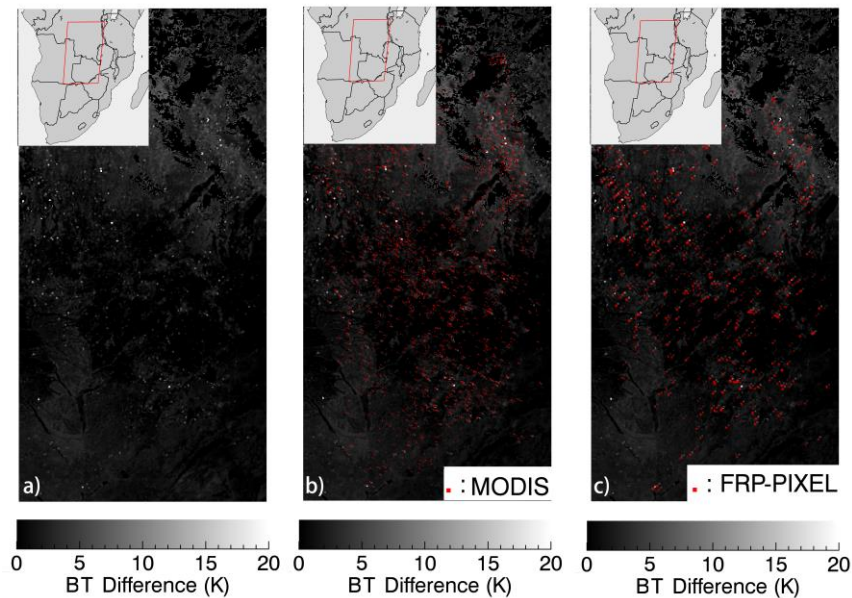 a)
b)
: MODIS
c)
: FRP-PIXEL
0 5 10 15 20
BT Difference (K)
0 5 10 15 20
BT Difference (K)
0 5 10 15 20
BT Difference (K)